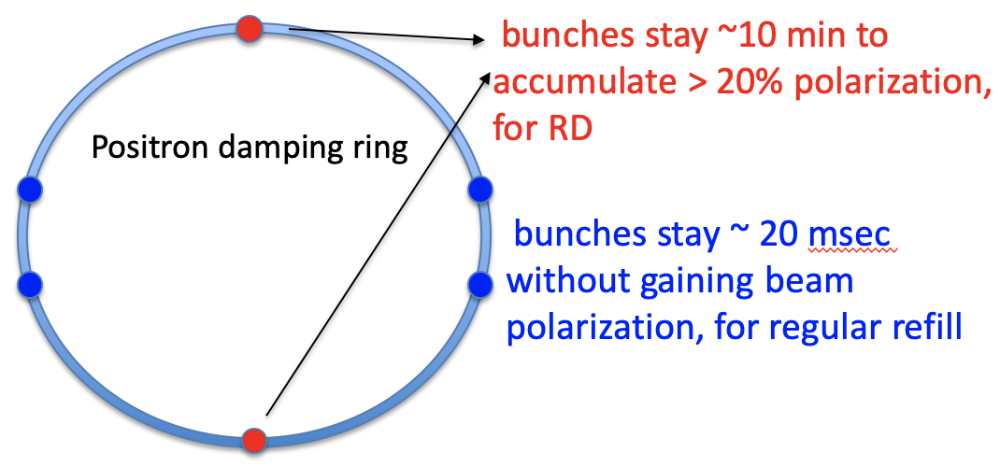 bunches stay ~10 min to
accumulate > 20% polarization,
for RD
Positron damping ring
bunches stay ~ 20 msec
without gaining beam
polarization, for regular refill